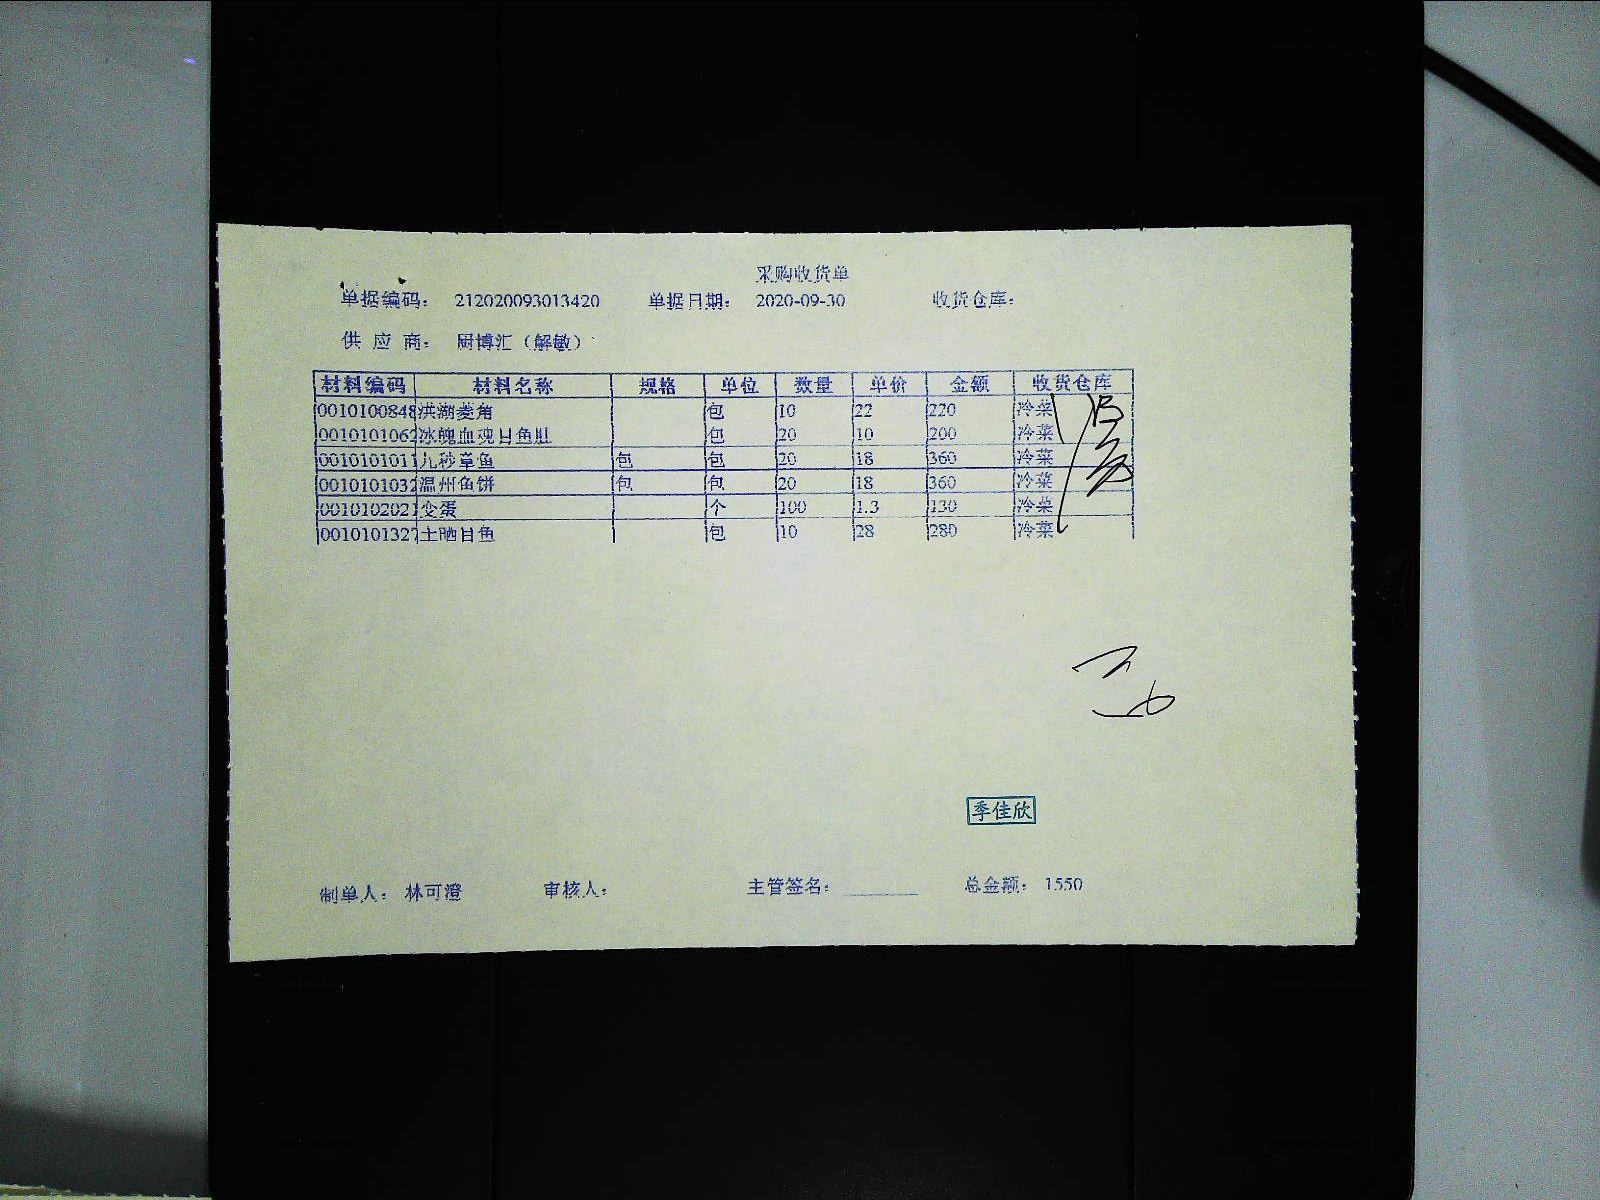 采购收货单
单据编码： 212020093013420 单据日期： 2020-09-30 收货仓库：
供 应 商： 厨博汇（解敏）
材料编码 材料名称 规格 单位 数量 单价 金额 收货仓库
0010100848 洪湖菱角 包 10 22 220 冷菜
0010101062 冰魄血魂目鱼肚 包 20 10 200 冷菜
0010101011 九秒章鱼 包 包 20 18 360 冷菜
0010101032 温州鱼饼 包 包 20 18 360 冷菜
0010102021 变蛋 个 100 1.3 130 冷菜
0010101327 土晒目鱼 包 10 28 280 冷菜
季佳欣
制单人： 林可澄 审核人： 主管签名： 总金额： 1550